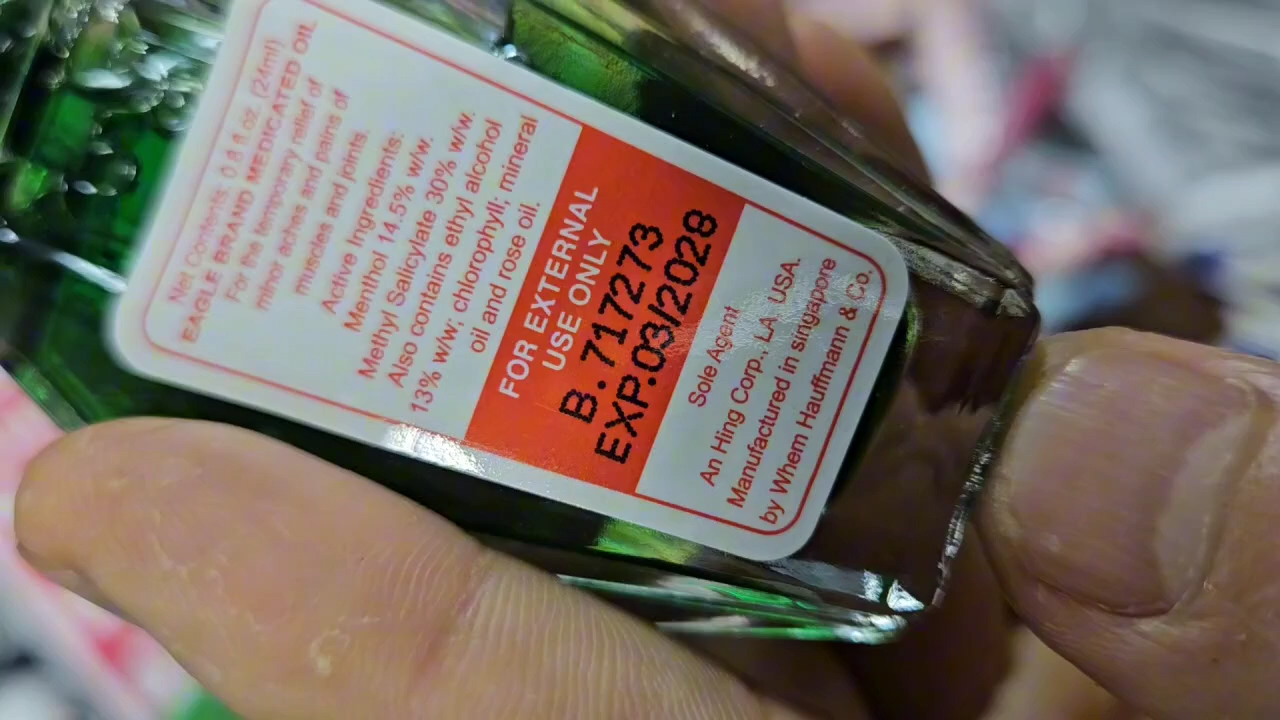 Net Contents: 0.8 fl oz. (24ml)
EAGLE BRAND MEDICATED OIL
For the temporary relief of
minor aches and pains of
muscles and joints.
Active Ingredients:
Menthol 14.5% w/w.
Methyl Salicylate 30% w/w.
Also contains ethyl alcohol
13% w/w; chlorophyll; mineral
oil and rose oil.
FOR EXTERNAL
USE ONLY
B.717273
EXP.03/2028
Sole Agent
An Hing Corp., LA, USA.
Manufactured in singapore
by Whem Hauffmann & Co.